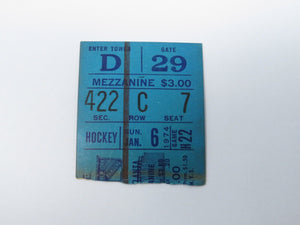 ENTER TOWER GATE
D 29
MEZZANINE $3.00
422 C 7
SEC. ROW SEAT
HOCKEY SUN. JAN. 6 1974 GAME 22